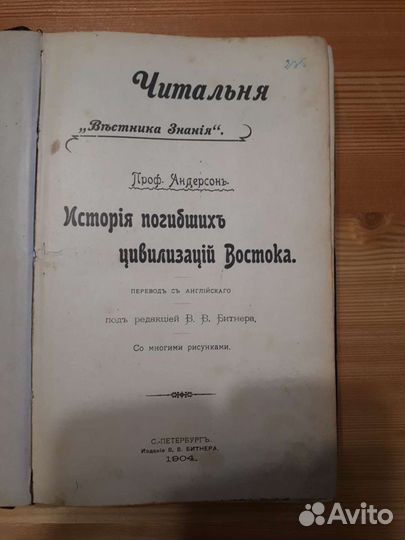 Читальня
„Вѣстника Знанія“.
Проф. Андерсонъ.
Исторія погибшихъ
цивилизацій Востока.
ПЕРЕВОДЪ СЪ АНГЛІЙСКАГО
подъ редакціей В. В. Битнера,
Со многими рисунками.
С.-ПЕТЕРБУРГЪ.
Изданіе В. В. БИТНЕРА.
1904.
Avito